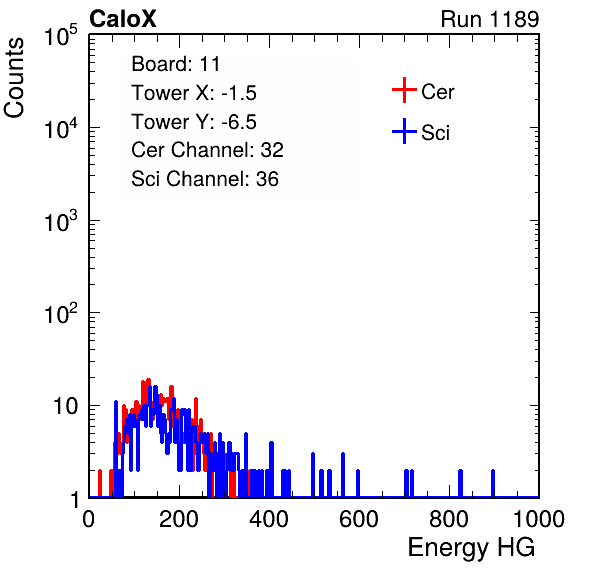 CaloX Run 1189
Counts
10^5
10^4
10^3
10^2
10
1
Board: 11
Tower X: -1.5
Tower Y: -6.5
Cer Channel: 32
Sci Channel: 36
Cer
Sci
0 200 400 600 800 1000
Energy HG